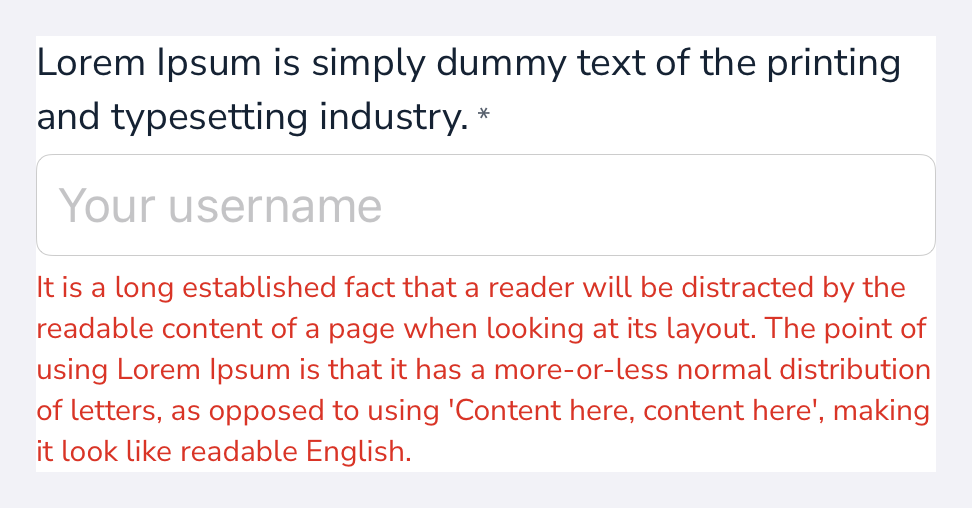 Lorem Ipsum is simply dummy text of the printing
and typesetting industry. *
Your username
It is a long established fact that a reader will be distracted by the
readable content of a page when looking at its layout. The point of
using Lorem Ipsum is that it has a more-or-less normal distribution
of letters, as opposed to using 'Content here, content here', making
it look like readable English.